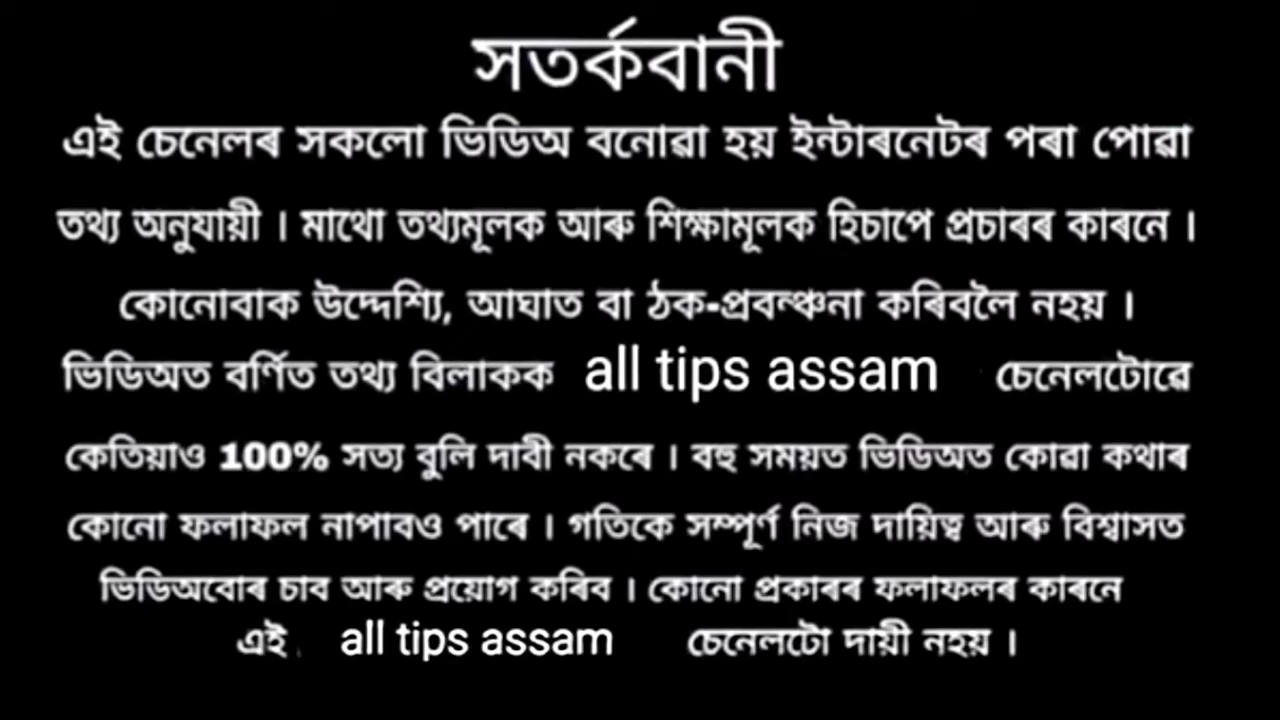 সতৰ্কবানী
এই চেনেলৰ সকলো ভিডিঅ বনোৱা হয় ইন্টাৰনেটৰ পৰা পোৱা
তথ্য অনুযায়ী । মাথো তথ্যমূলক আৰু শিক্ষামূলক হিচাপে প্ৰচাৰৰ কাৰনে ।
কোনোবাক উদ্দেশ্যি, আঘাত বা ঠক-প্ৰবঞ্চনা কৰিবলৈ নহয় ।
ভিডিঅত বৰ্ণিত তথ্য বিলাকক all tips assam চেনেলটোৱে
কেতিয়াও 100% সত্য বুলি দাবী নকৰে । বহু সময়ত ভিডিঅত কোৱা কথাৰ
কোনো ফলাফল নাপাবও পাৰে । গতিকে সম্পূৰ্ণ নিজ দায়িত্ব আৰু বিশ্বাসত
ভিডিঅবোৰ চাব আৰু প্ৰয়োগ কৰিব । কোনো প্ৰকাৰৰ ফলাফলৰ কাৰনে
এই all tips assam চেনেলটো দায়ী নহয় ।